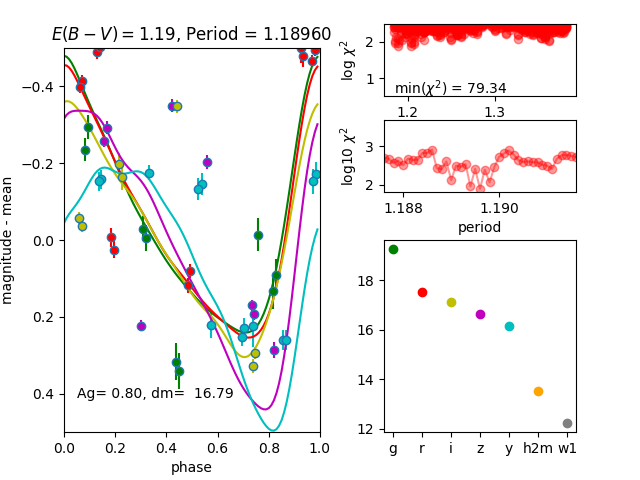 E(B − V) = 1.19, Period = 1.18960
magnitude - mean
−0.4
−0.2
0.0
0.2
0.4
Ag= 0.80, dm=  16.79
0.0 0.2 0.4 0.6 0.8 1.0
phase
log χ²
2
1
min(χ²) = 79.34
1.2 1.3
log10 χ²
3
2
1.188 1.190
period
18
16
14
12
g r i z y h2m w1